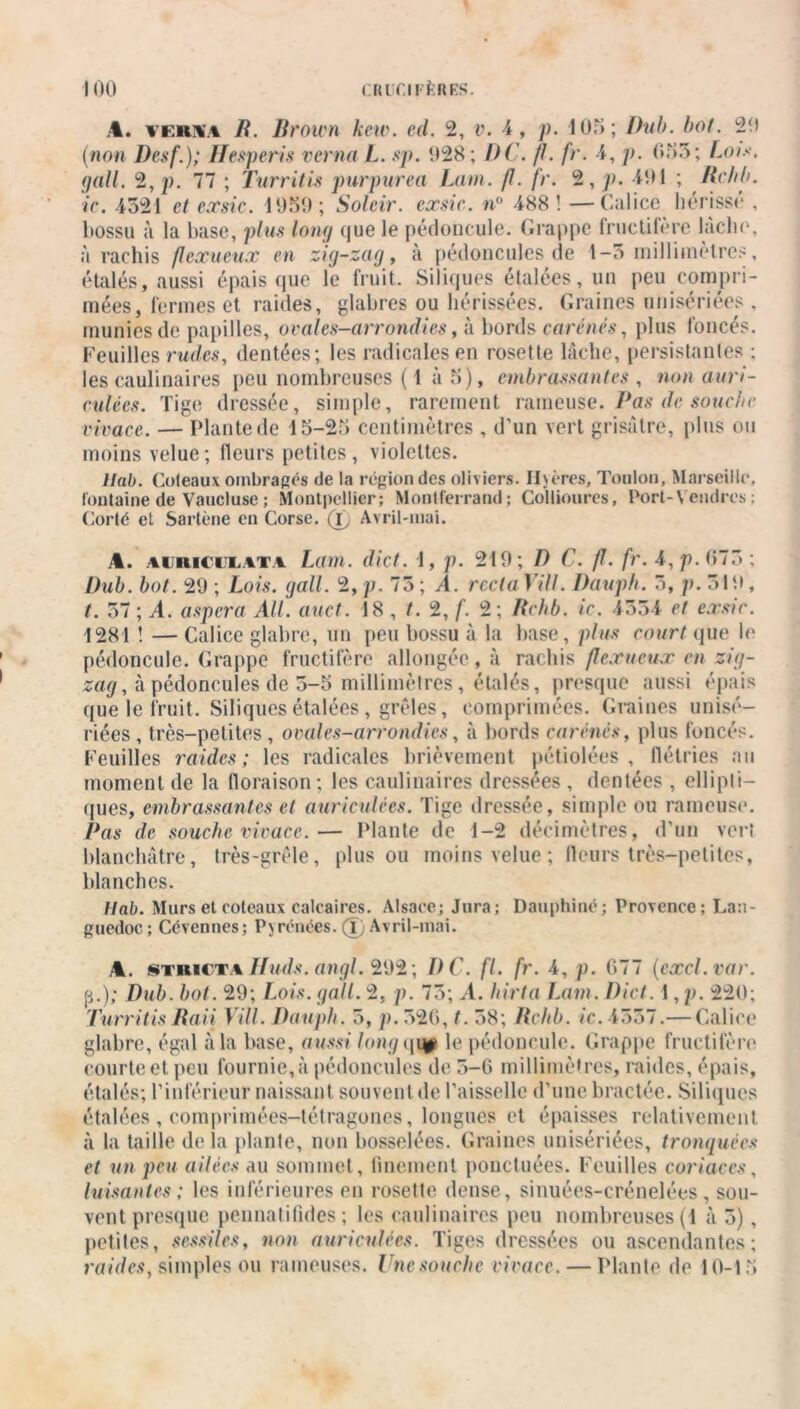 100 CRUCIFÈRES.
A. VERNA R. Brown kew. ed. 2, v. 4, p. 105; Dub. bot. 29
(non Desf.); Hesperis verna L. sp. 928; DC. fl. fr. 4, p. 653; Lois.
gall. 2, p. 77; Turritis purpurea Lam. fl. fr. 2, p. 491; Rchb.
ic. 4321 et exsic. 1959; Soleir. exsic. n° 488! — Calice hérissé,
bossu à la base, plus long que le pédoncule. Grappe fructifère lâche,
à rachis flexueux en zig-zag, à pédoncules de 1-3 millimètres,
étalés, aussi épais que le fruit. Siliques étalées, un peu compri-
mées, fermes et raides, glabres ou hérissées. Graines unisériées,
munies de papilles, ovales-arrondies, à bords carénés, plus foncés.
Feuilles rudes, dentées; les radicales en rosette lâche, persistantes;
les caulinaires peu nombreuses (1 à 5), embrassantes, non auri-
culées. Tige dressée, simple, rarement rameuse. Pas de souche
vivace. — Plante de 15-25 centimètres, d'un vert grisâtre, plus ou
moins velue; fleurs petites, violettes.
Hab. Coteaux ombragés de la région des oliviers. Hyères, Toulon, Marseille,
fontaine de Vaucluse; Montpellier; Montferrand; Collioures, Port-Vendres;
Corté et Sartène en Corse. ① Avril-mai.
A. AURICULATA Lam. dict. 1, p. 219; D C. fl. fr. 4, p. 675;
Dub. bot. 29; Lois. gall. 2, p. 73; A. recta Vill. Dauph. 3, p. 319,
t. 37; A. aspera All. auct. 18, t. 2, f. 2; Rchb. ic. 4334 et exsic.
1281! — Calice glabre, un peu bossu à la base, plus court que le
pédoncule. Grappe fructifère allongée, à rachis flexueux en zig-
zag, à pédoncules de 3-5 millimètres, étalés, presque aussi épais
que le fruit. Siliques étalées, grêles, comprimées. Graines unisé-
riées, très-petites, ovales-arrondies, à bords carénés, plus foncés.
Feuilles raides; les radicales brièvement pétiolées, flétries au
moment de la floraison; les caulinaires dressées, dentées, ellipti-
ques, embrassantes et auriculées. Tige dressée, simple ou rameuse.
Pas de souche vivace. — Plante de 1-2 décimètres, d'un vert
blanchâtre, très-grêle, plus ou moins velue; fleurs très-petites,
blanches.
Hab. Murs et coteaux calcaires. Alsace; Jura; Dauphiné; Provence; Lan-
guedoc; Cévennes; Pyrénées. ① Avril-mai.
A. STRICTA Huds. angl. 292; DC. fl. fr. 4, p. 677 (excl. var.
β.); Dub. bot. 29; Lois. gall. 2, p. 73; A. hirta Lam. Dict. 1, p. 220;
Turritis Raii Vill. Dauph. 3, p. 326, t. 38; Rchb. ic. 4337. — Calice
glabre, égal à la base, aussi long que le pédoncule. Grappe fructifère
courte et peu fournie, à pédoncules de 3-6 millimètres, raides, épais,
étalés; l'inférieur naissant souvent de l'aisselle d'une bractée. Siliques
étalées, comprimées-tétragones, longues et épaisses relativement
à la taille de la plante, non bosselées. Graines unisériées, tronquées
et un peu ailées au sommet, finement ponctuées. Feuilles coriaces,
luisantes; les inférieures en rosette dense, sinuées-crénelées, sou-
vent presque pennatifides; les caulinaires peu nombreuses (1 à 3),
petites, sessiles, non auriculées. Tiges dressées ou ascendantes;
raides, simples ou rameuses. Une souche vivace. — Plante de 10-15